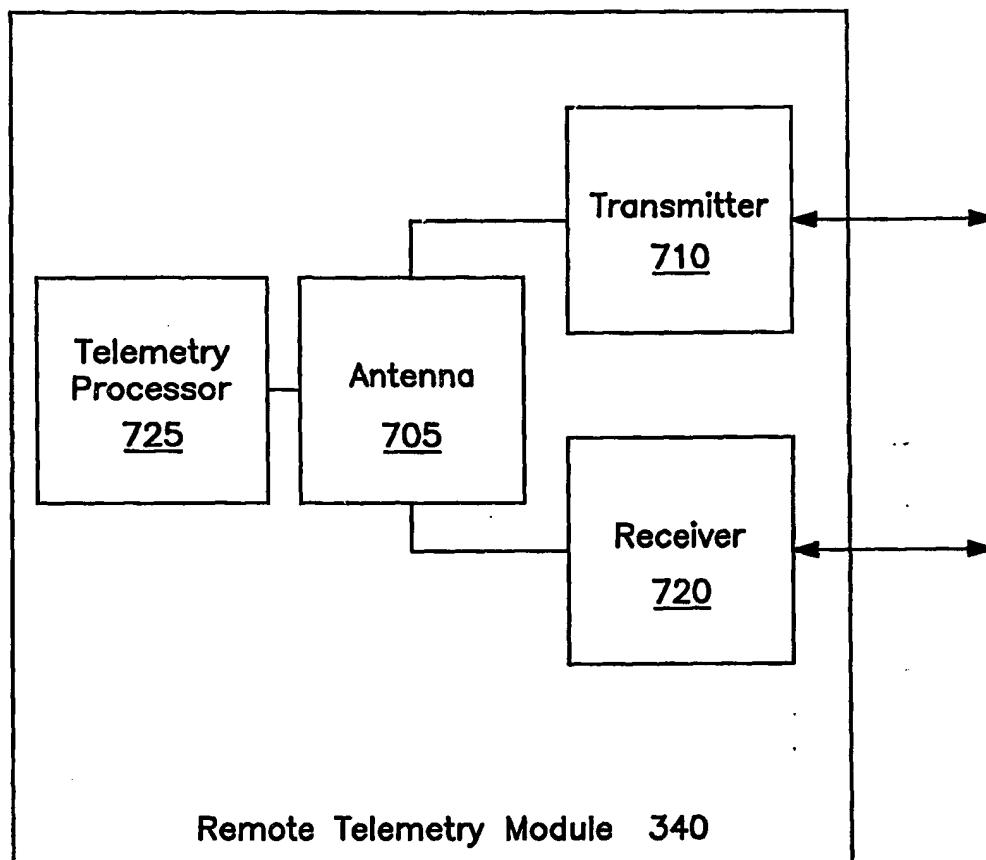 Transmitter
710
Telemetry
Processor
725
Antenna
705
Receiver
720
Remote Telemetry Module 340